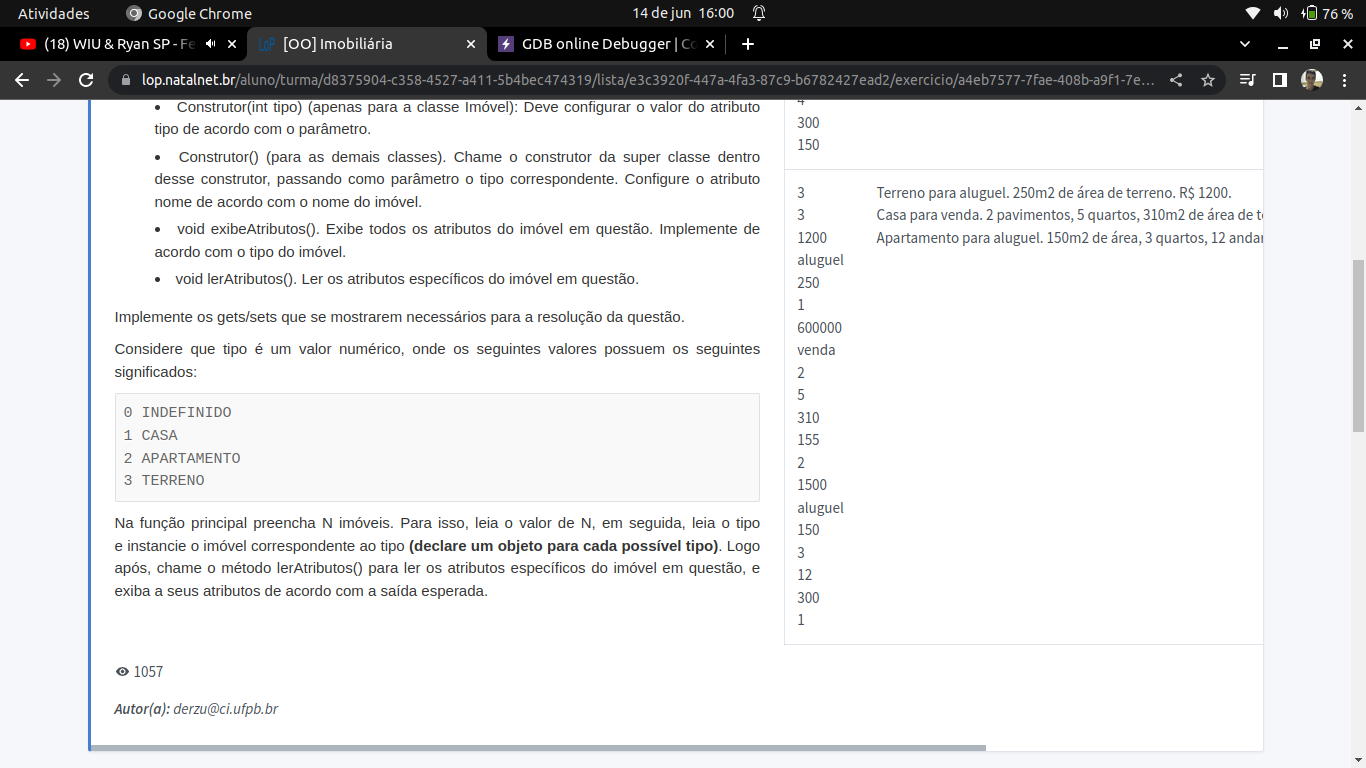 Atividades
Google Chrome
14 de jun 16:00
76 %
(18) WIU & Ryan SP - Fe
[OO] Imobiliária
GDB online Debugger | Co
lop.natalnet.br/aluno/turma/d8375904-c358-4527-a411-5b4bec474319/lista/e3c3920f-447a-4fa3-87c9-b6782427ead2/exercicio/a4eb7577-7fae-408b-a9f1-7e…
• Construtor(int tipo) (apenas para a classe Imóvel): Deve configurar o valor do atributo
tipo de acordo com o parâmetro.
• Construtor() (para as demais classes). Chame o construtor da super classe dentro
desse construtor, passando como parâmetro o tipo correspondente. Configure o atributo
nome de acordo com o nome do imóvel.
• void exibeAtributos(). Exibe todos os atributos do imóvel em questão. Implemente de
acordo com o tipo do imóvel.
• void lerAtributos(). Ler os atributos específicos do imóvel em questão.
Implemente os gets/sets que se mostrarem necessários para a resolução da questão.
Considere que tipo é um valor numérico, onde os seguintes valores possuem os seguintes
significados:
0 INDEFINIDO
1 CASA
2 APARTAMENTO
3 TERRENO
Na função principal preencha N imóveis. Para isso, leia o valor de N, em seguida, leia o tipo
e instancie o imóvel correspondente ao tipo (declare um objeto para cada possível tipo). Logo
após, chame o método lerAtributos() para ler os atributos específicos do imóvel em questão, e
exiba a seus atributos de acordo com a saída esperada.
1057
Autor(a): derzu@ci.ufpb.br
4
300
150
3
3
1200
aluguel
250
1
600000
venda
2
5
310
155
2
1500
aluguel
150
3
12
300
1
Terreno para aluguel. 250m2 de área de terreno. R$ 1200.
Casa para venda. 2 pavimentos, 5 quartos, 310m2 de área de te
Apartamento para aluguel. 150m2 de área, 3 quartos, 12 andar